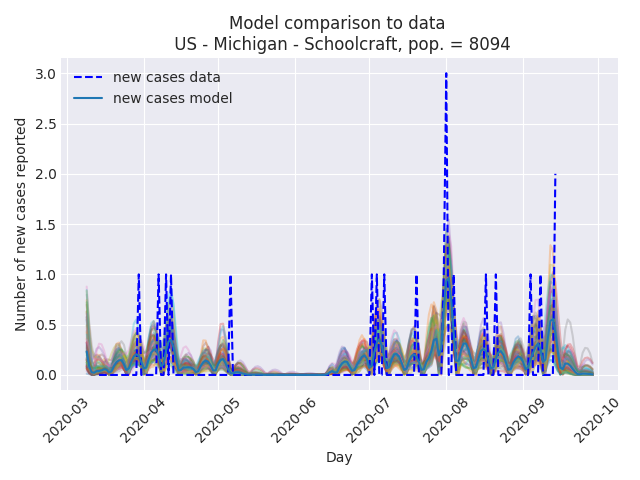 Model comparison to data
US - Michigan - Schoolcraft, pop. = 8094
new cases data
new cases model
Number of new cases reported
3.0
2.5
2.0
1.5
1.0
0.5
0.0
2020-03
2020-04
2020-05
2020-06
2020-07
2020-08
2020-09
2020-10
Day